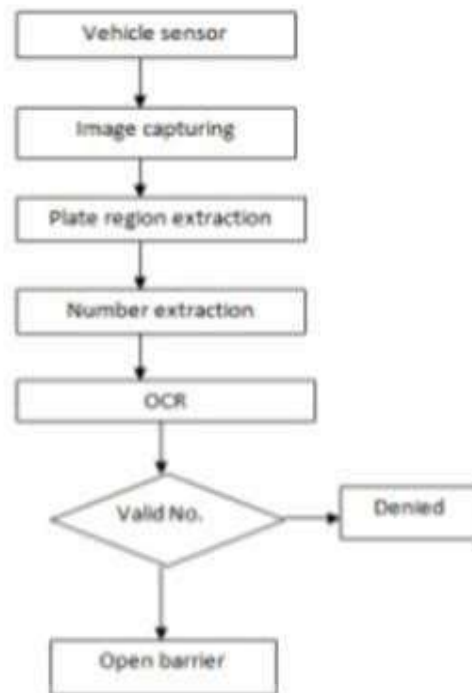 Vehicle sensor
Image capturing
Plate region extraction
Number extraction
OCR
Valid No.
Denied
Open barrier